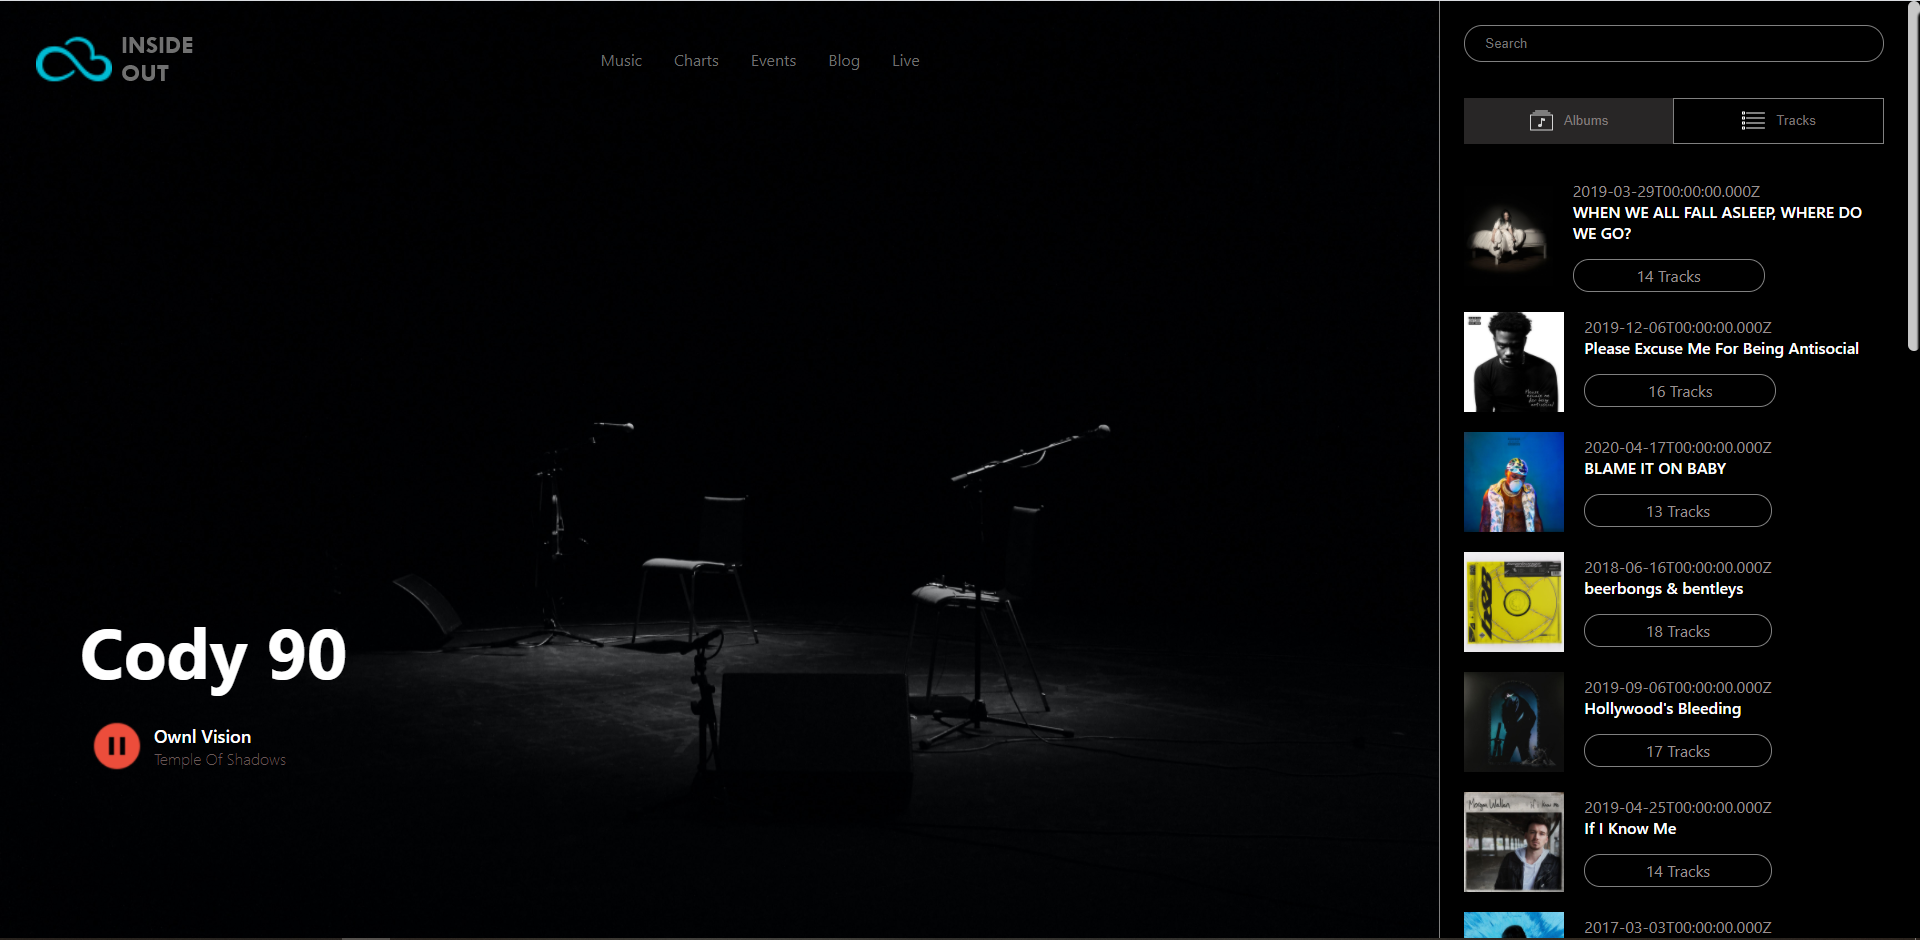 INSIDE
OUT
Music Charts Events Blog Live
Cody 90
Ownl Vision
Temple Of Shadows
Search
Albums Tracks
2019-03-29T00:00:00.000Z
WHEN WE ALL FALL ASLEEP, WHERE DO
WE GO?
14 Tracks
2019-12-06T00:00:00.000Z
Please Excuse Me For Being Antisocial
16 Tracks
2020-04-17T00:00:00.000Z
BLAME IT ON BABY
13 Tracks
2018-06-16T00:00:00.000Z
beerbongs & bentleys
18 Tracks
2019-09-06T00:00:00.000Z
Hollywood's Bleeding
17 Tracks
Morgan Wallen If I Know Me
2019-04-25T00:00:00.000Z
If I Know Me
14 Tracks
2017-03-03T00:00:00.000Z